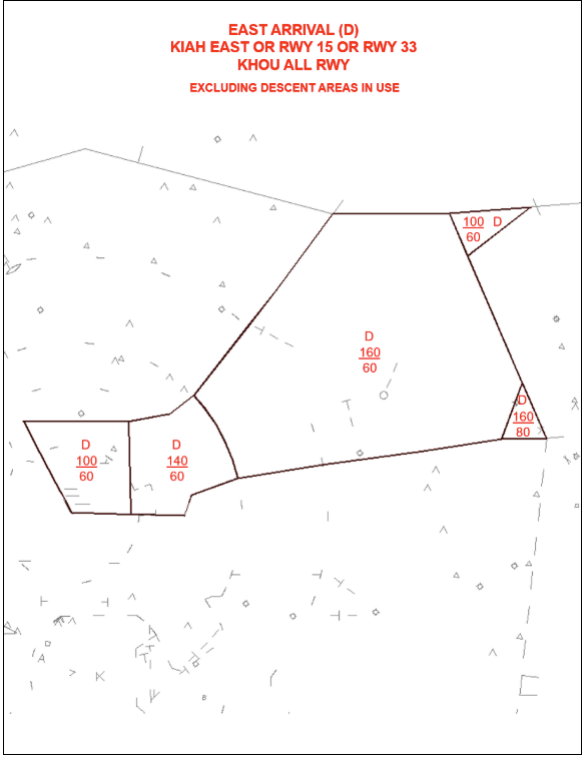 EAST ARRIVAL (D)
KIAH EAST OR RWY 15 OR RWY 33
KHOU ALL RWY
EXCLUDING DESCENT AREAS IN USE
100 D
60
D
160
60
D
160
80
D
100
60
D
140
60